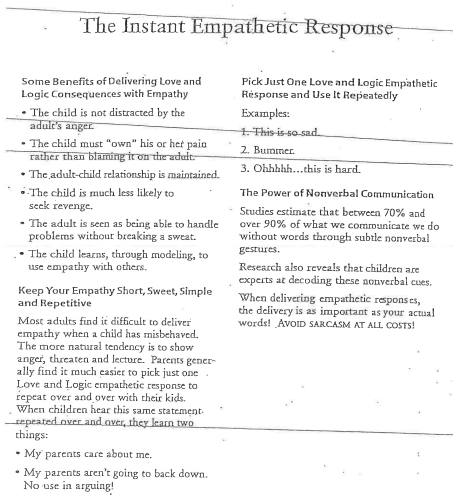 The Instant Empathetic Response
Some Benefits of Delivering Love and
Logic Consequences with Empathy
• The child is not distracted by the
adult's anger.
• The child must "own" his or her pain
rather than blaming it on the adult.
• The adult-child relationship is maintained.
• The child is much less likely to
seek revenge.
• The adult is seen as being able to handle
problems without breaking a sweat.
• The child learns, through modeling, to
use empathy with others.
Keep Your Empathy Short, Sweet, Simple
and Repetitive
Most adults find it difficult to deliver
empathy when a child has misbehaved.
The more natural tendency is to show
anger, threaten and lecture. Parents gener-
ally find it much easier to pick just one
Love and Logic empathetic response to
repeat over and over with their kids.
When children hear this same statement
repeated over and over, they learn two
things:
• My parents care about me.
• My parents aren't going to back down.
No use in arguing!
Pick Just One Love and Logic Empathetic
Response and Use It Repeatedly
Examples:
1. This is so sad.
2. Bummer.
3. Ohhhhh...this is hard.
The Power of Nonverbal Communication
Studies estimate that between 70% and
over 90% of what we communicate we do
without words through subtle nonverbal
gestures.
Research also reveals that children are
experts at decoding these nonverbal cues.
When delivering empathetic responses,
the delivery is as important as your actual
words! AVOID SARCASM AT ALL COSTS!